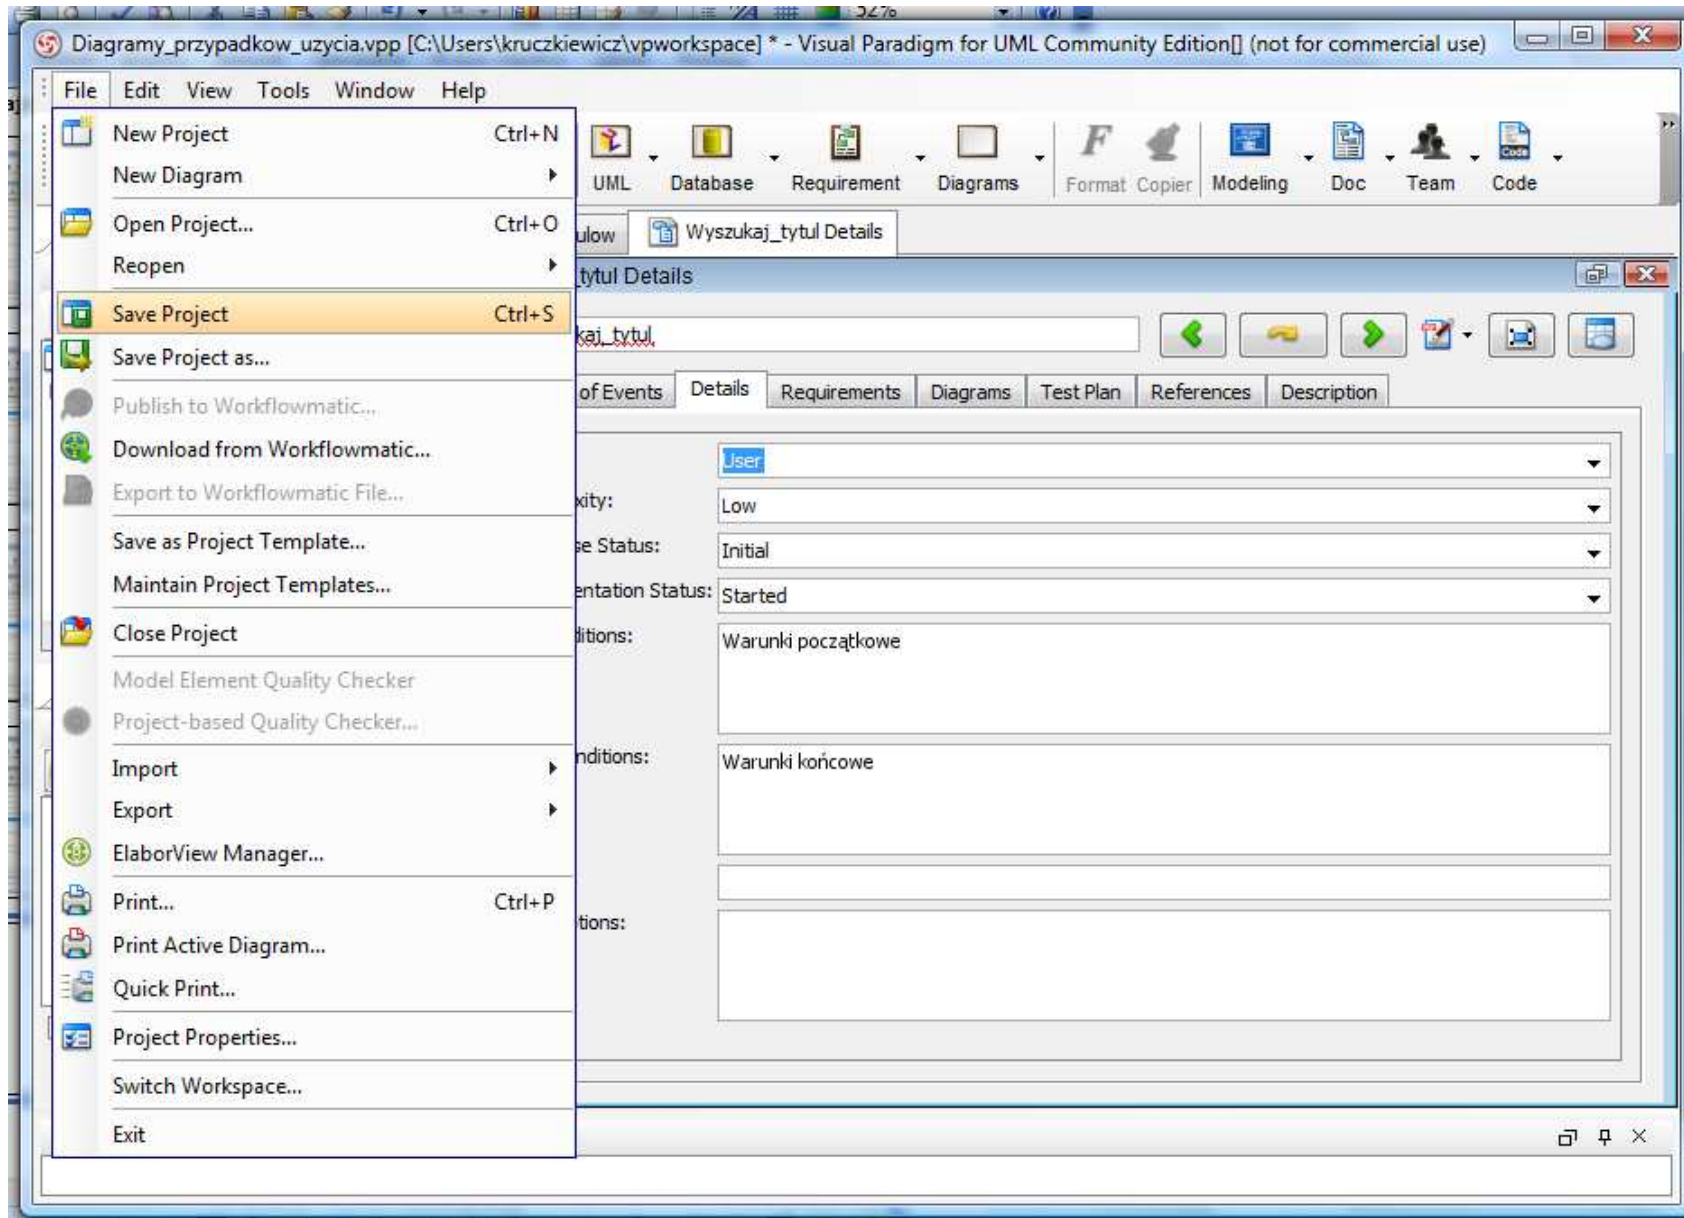 52%
Diagramy_przypadkow_uzycia.vpp [C:\Users\kruczkiewicz\vpworkspace] * - Visual Paradigm for UML Community Edition[] (not for commercial use)
File Edit View Tools Window Help
New Project Ctrl+N
New Diagram
Open Project... Ctrl+O
Reopen
Save Project Ctrl+S
Save Project as...
Publish to Workflowmatic...
Download from Workflowmatic...
Export to Workflowmatic File...
Save as Project Template...
Maintain Project Templates...
Close Project
Model Element Quality Checker
Project-based Quality Checker...
Import
Export
ElaborView Manager...
Print... Ctrl+P
Print Active Diagram...
Quick Print...
Project Properties...
Switch Workspace...
Exit
UML Database Requirement Diagrams Format Copier Modeling Doc Team Code
ulow Wyszukaj_tytul Details
_tytul Details
kaj_tytul
of Events Details Requirements Diagrams Test Plan References Description
User
xity: Low
se Status: Initial
entation Status: Started
ditions: Warunki początkowe
nditions: Warunki końcowe
tions: